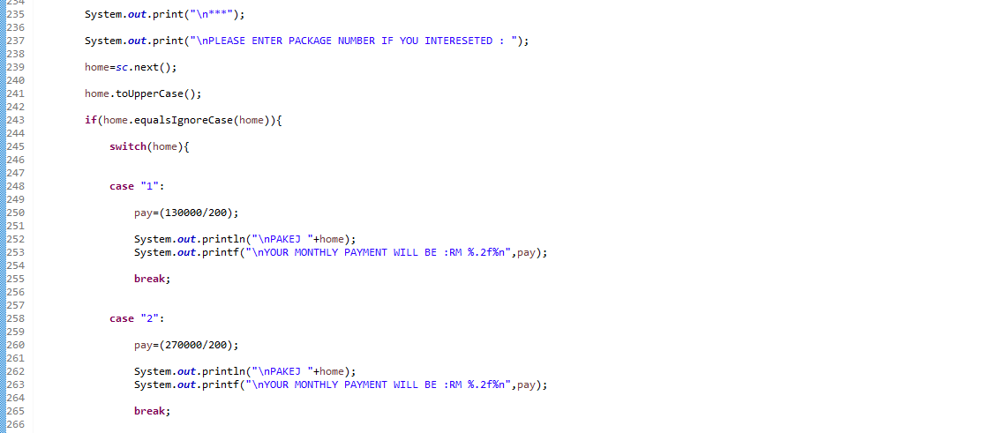 234
235 System.out.print("\n***");
236
237 System.out.print("\nPLEASE ENTER PACKAGE NUMBER IF YOU INTERESETED : ");
238
239 home=sc.next();
240
241 home.toUpperCase();
242
243 if(home.equalsIgnoreCase(home)){
244
245 switch(home){
246
247
248 case "1":
249
250 pay=(130000/200);
251
252 System.out.println("\nPAKEJ "+home);
253 System.out.printf("\nYOUR MONTHLY PAYMENT WILL BE :RM %.2f%n",pay);
254
255 break;
256
257
258 case "2":
259
260 pay=(270000/200);
261
262 System.out.println("\nPAKEJ "+home);
263 System.out.printf("\nYOUR MONTHLY PAYMENT WILL BE :RM %.2f%n",pay);
264
265 break;
266